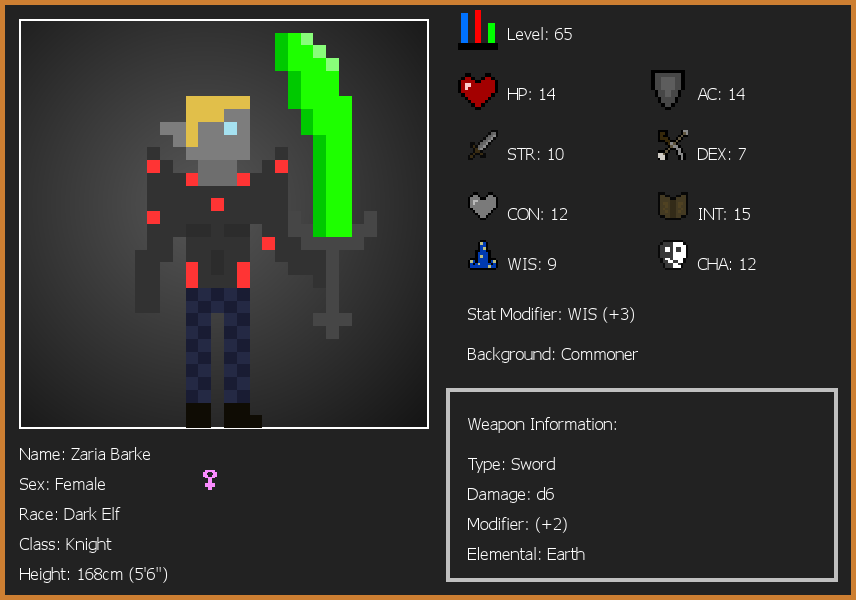 Level: 65
HP: 14
AC: 14
STR: 10
DEX: 7
CON: 12
INT: 15
WIS: 9
CHA: 12
Stat Modifier: WIS (+3)
Background: Commoner
Weapon Information:
Type: Sword
Damage: d6
Modifier: (+2)
Elemental: Earth
Name: Zaria Barke
Sex: Female
Race: Dark Elf
Class: Knight
Height: 168cm (5'6")